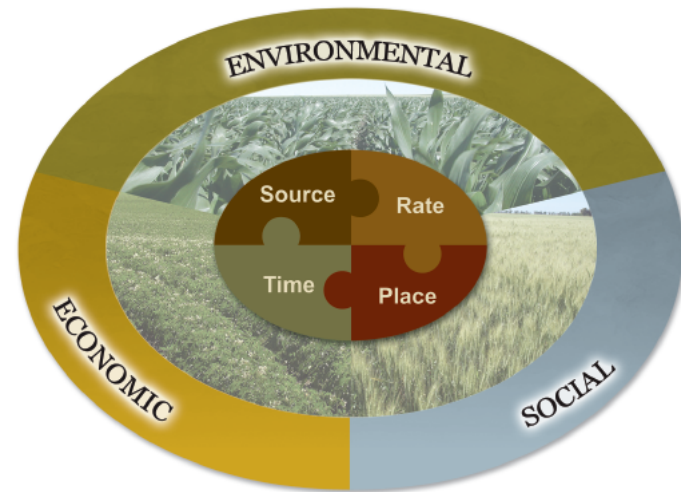 ENVIRONMENTAL
Source
Rate
Time
Place
ECONOMIC
SOCIAL